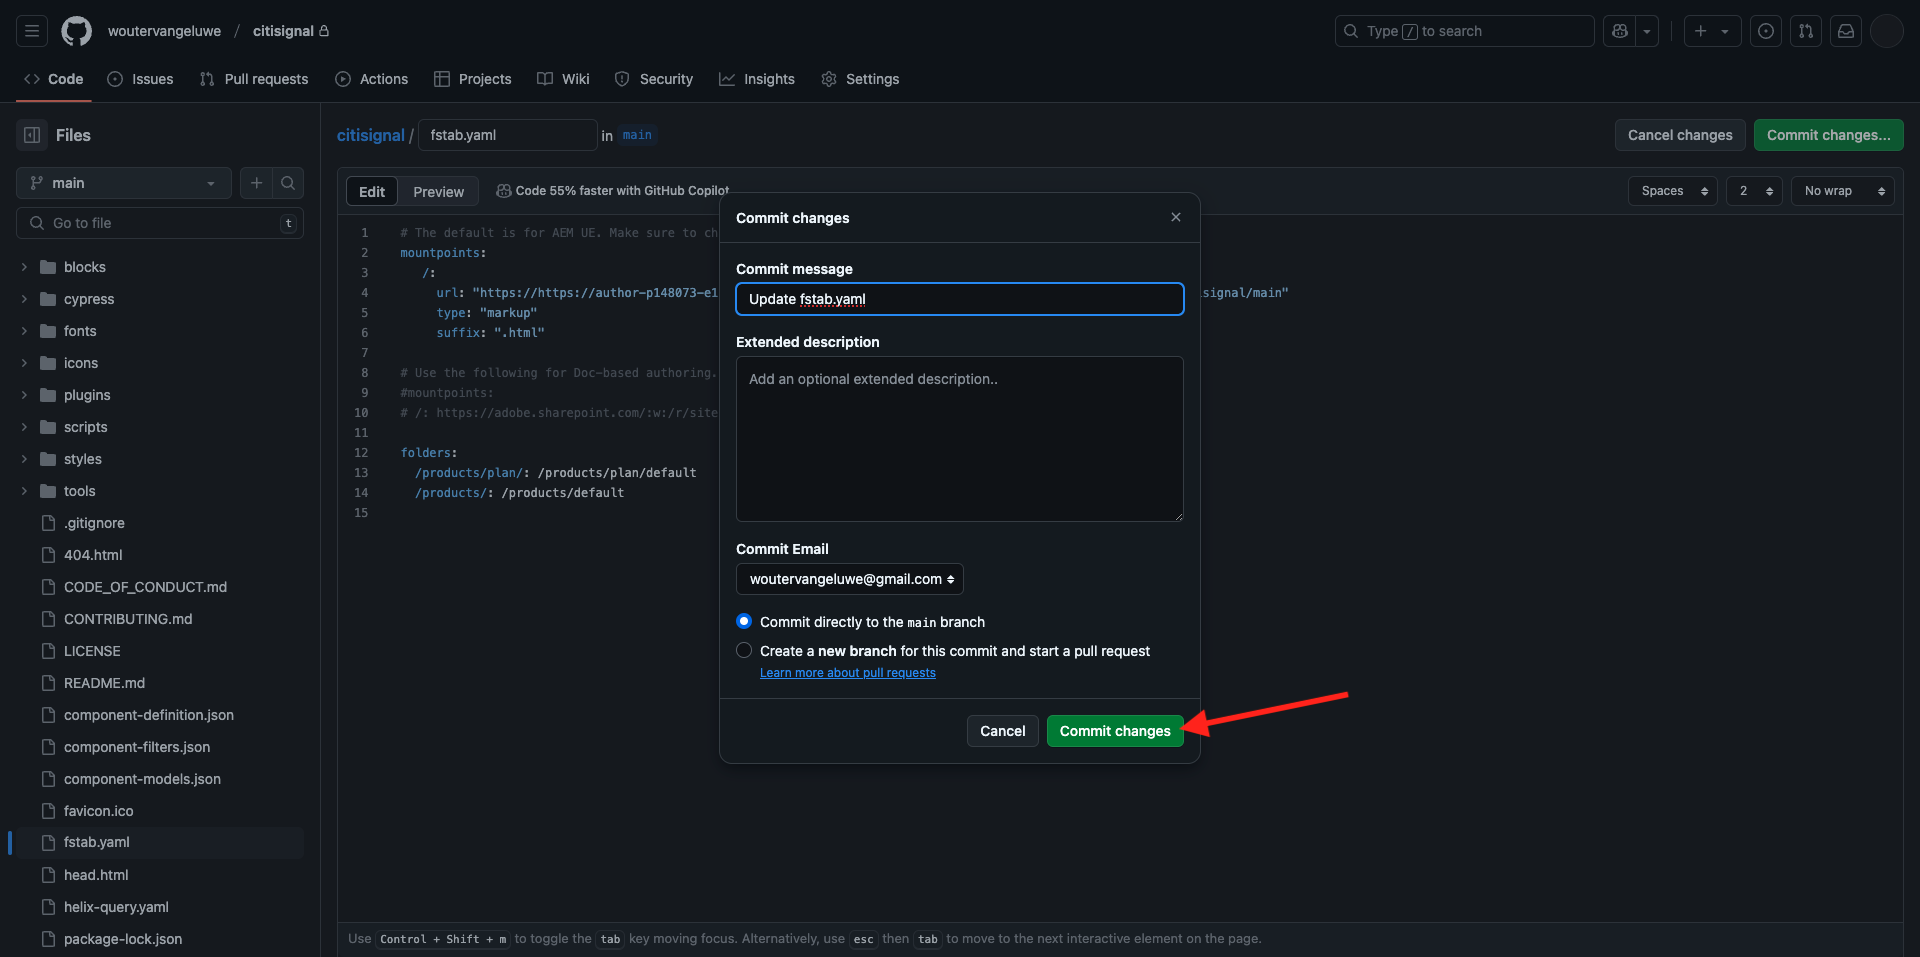 woutervangeluwe / citisignal
Type / to search
Code
Issues
Pull requests
Actions
Projects
Wiki
Security
Insights
Settings
Files
main
Go to file
t
blocks
cypress
fonts
icons
plugins
scripts
styles
tools
.gitignore
404.html
CODE_OF_CONDUCT.md
CONTRIBUTING.md
LICENSE
README.md
component-definition.json
component-filters.json
component-models.json
favicon.ico
fstab.yaml
head.html
helix-query.yaml
package-lock.json
citisignal / fstab.yaml in main
Cancel changes
Commit changes...
Edit
Preview
Code 55% faster with GitHub Copilot
Spaces
2
No wrap
1 # The default is for AEM UE. Make sure to ch
2 mountpoints:
3 /:
4 url: "https://https://author-p148073-e1 signal/main"
5 type: "markup"
6 suffix: ".html"
7
8 # Use the following for Doc-based authoring.
9 #mountpoints:
10 # /: https://adobe.sharepoint.com/:w:/r/site
11
12 folders:
13 /products/plan/: /products/plan/default
14 /products/: /products/default
15
Commit changes
Commit message
Update fstab.yaml
Extended description
Add an optional extended description..
Commit Email
woutervangeluwe@gmail.com
Commit directly to the main branch
Create a new branch for this commit and start a pull request
Learn more about pull requests
Cancel
Commit changes
Use Control + Shift + m to toggle the tab key moving focus. Alternatively, use esc then tab to move to the next interactive element on the page.